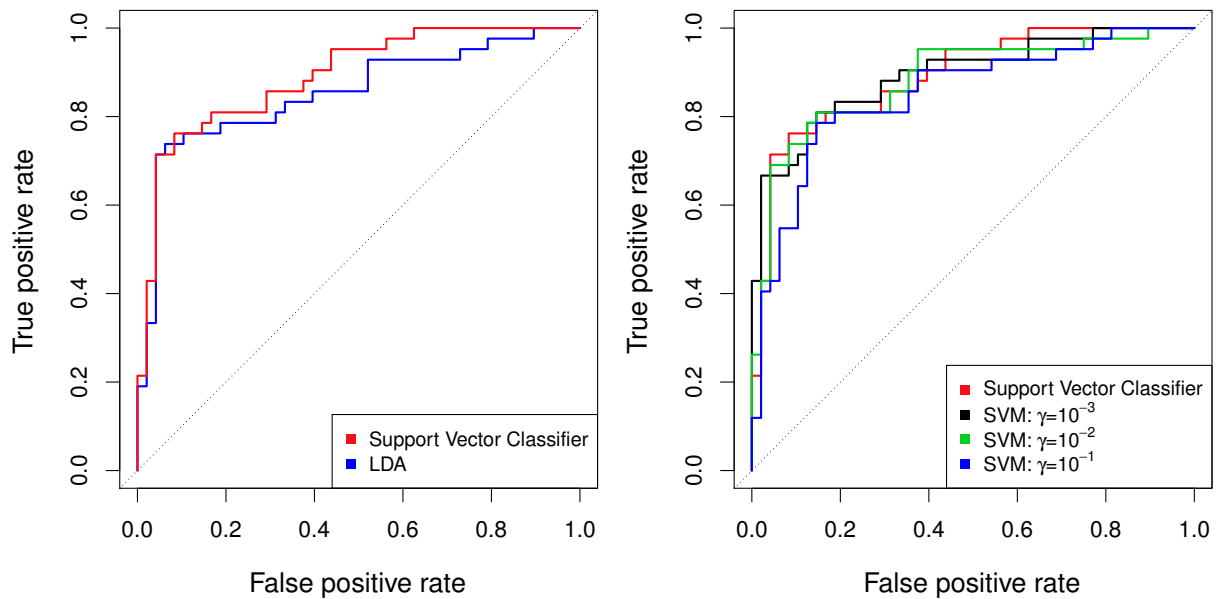 True positive rate
1.0
0.8
0.6
0.4
0.2
0.0
Support Vector Classifier
LDA
0.0 0.2 0.4 0.6 0.8 1.0
False positive rate
True positive rate
1.0
0.8
0.6
0.4
0.2
0.0
Support Vector Classifier
SVM: γ=10⁻³
SVM: γ=10⁻²
SVM: γ=10⁻¹
0.0 0.2 0.4 0.6 0.8 1.0
False positive rate